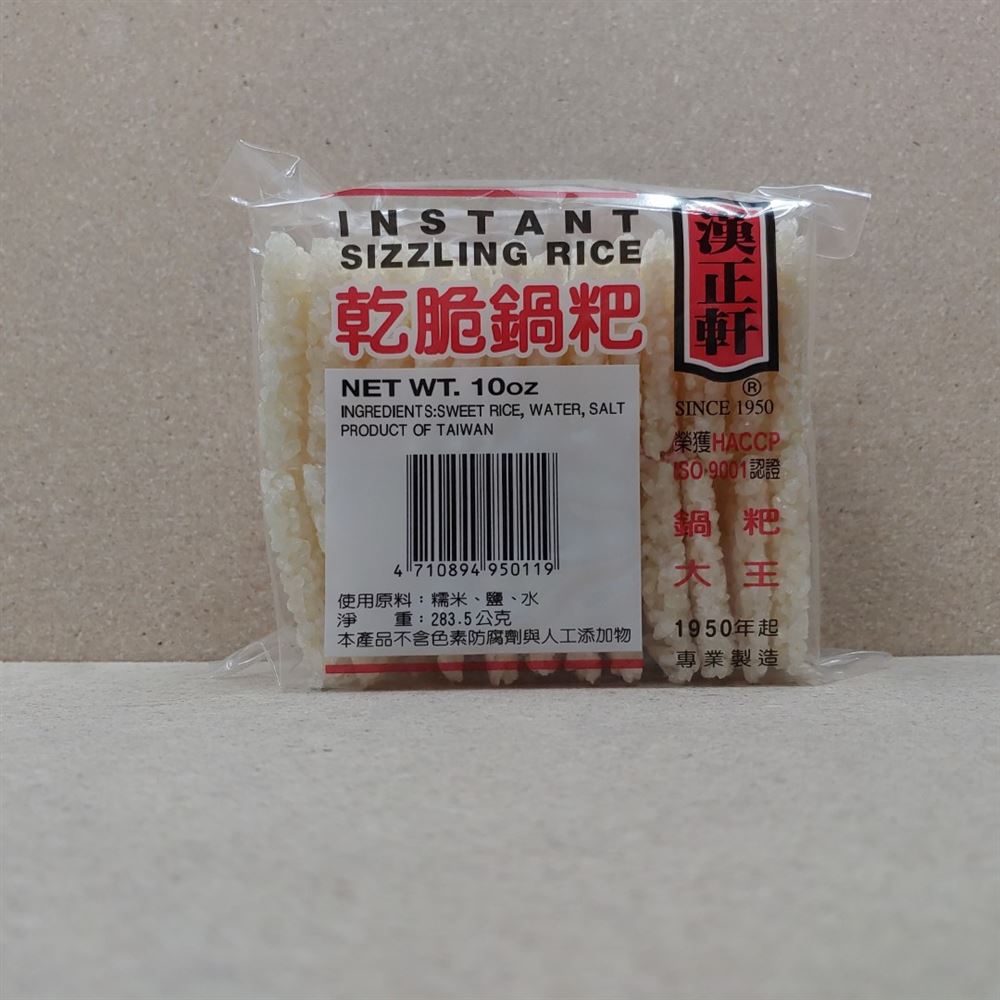 INSTANT
SIZZLING RICE
乾脆鍋粑
NET WT. 10oz
INGREDIENTS:SWEET RICE, WATER, SALT
PRODUCT OF TAIWAN
4 710894 950119
使用原料：糯米、鹽、水
淨 重：283.5公克
本產品不含色素防腐劑與人工添加物
漢正軒
®
SINCE 1950
榮獲HACCP
ISO·9001認證
鍋粑
大王
1950年起
專業製造